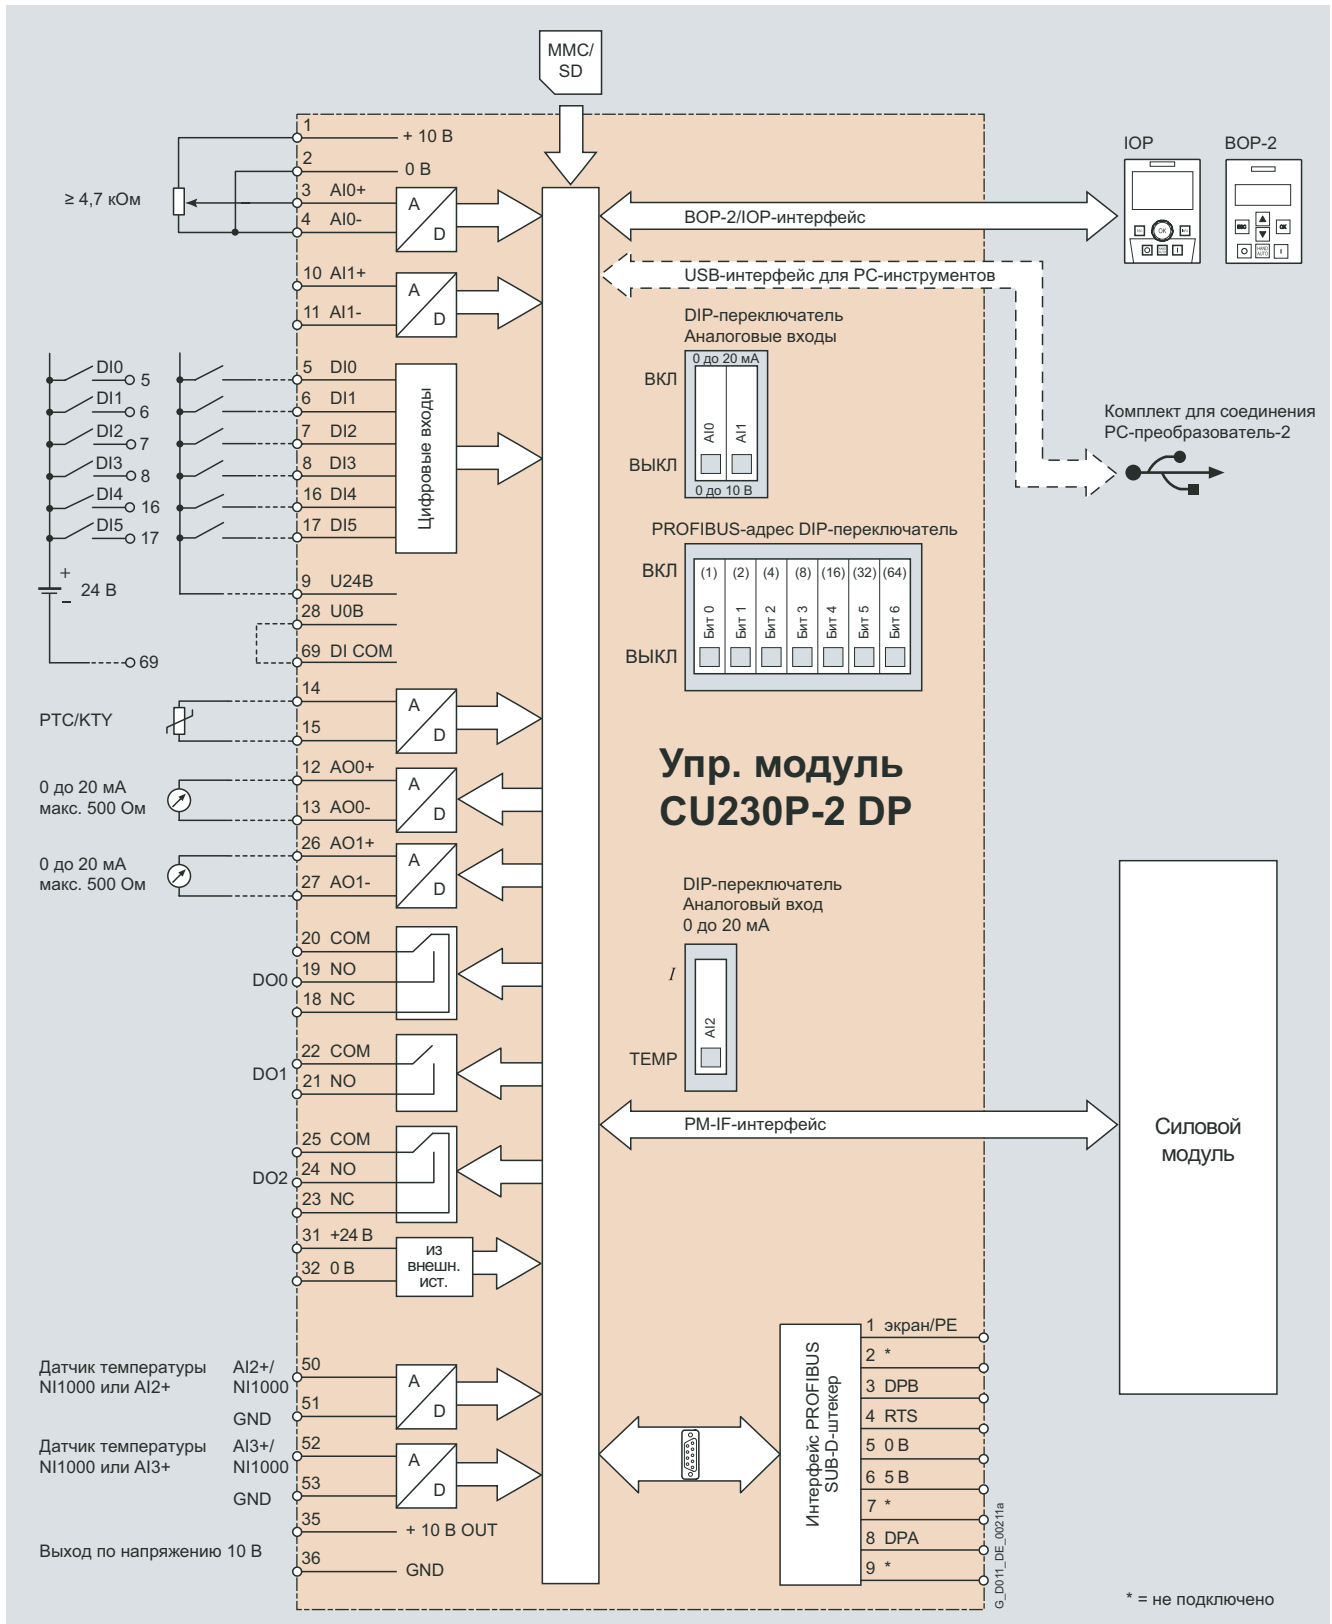 MMC/
SD
1
+ 10 В
2
0 В
≥ 4,7 кОм
3 AI0+
4 AI0-
A
D
10 AI1+
11 AI1-
A
D
IOP
BOP-2
OK
ESC
OK
HAND
AUTO
BOP-2/IOP-интерфейс
USB-интерфейс для PC-инструментов
DIP-переключатель
Аналоговые входы
0 до 20 мА
ВКЛ
AI0
AI1
ВЫКЛ
0 до 10 В
Комплект для соединения
PC-преобразователь-2
DI0
5
DI1
6
DI2
7
DI3
8
DI4
16
DI5
17
5 DI0
6 DI1
7 DI2
8 DI3
16 DI4
17 DI5
Цифровые входы
+
24 В
–
69
9 U24В
28 U0В
69 DI COM
PROFIBUS-адрес DIP-переключатель
ВКЛ
(1) (2) (4) (8) (16) (32) (64)
Бит 0
Бит 1
Бит 2
Бит 3
Бит 4
Бит 5
Бит 6
ВЫКЛ
PTC/KTY
14
15
A
D
Упр. модуль
CU230P-2 DP
0 до 20 мА
макс. 500 Ом
12 AO0+
13 AO0-
A
D
0 до 20 мА
макс. 500 Ом
26 AO1+
27 AO1-
A
D
DIP-переключатель
Аналоговый вход
0 до 20 мА
I
AI2
TEMP
DO0
20 COM
19 NO
18 NC
DO1
22 COM
21 NO
DO2
25 COM
24 NO
23 NC
PM-IF-интерфейс
Силовой
модуль
31 +24 В
32 0 В
из
внешн.
ист.
Датчик температуры
NI1000 или AI2+
AI2+/
NI1000
GND
50
51
A
D
Датчик температуры
NI1000 или AI3+
AI3+/
NI1000
GND
52
53
A
D
Выход по напряжению 10 В
35
+ 10 В OUT
36
GND
Интерфейс PROFIBUS
SUB-D-штекер
1 экран/PE
2 *
3 DPB
4 RTS
5 0 В
6 5 В
7 *
8 DPA
9 *
G_D011_DE_00211a
* = не подключено